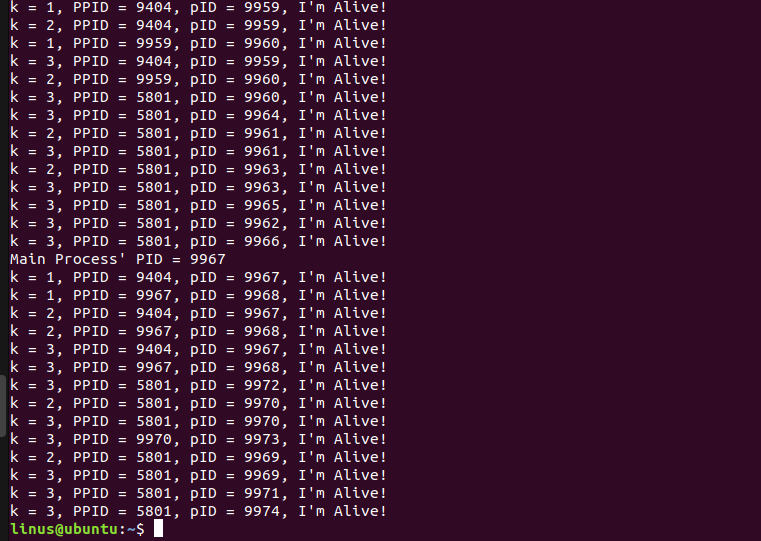 k = 1, PPID = 9404, pID = 9959, I'm Alive!
k = 2, PPID = 9404, pID = 9959, I'm Alive!
k = 1, PPID = 9959, pID = 9960, I'm Alive!
k = 3, PPID = 9404, pID = 9959, I'm Alive!
k = 2, PPID = 9959, pID = 9960, I'm Alive!
k = 3, PPID = 5801, pID = 9960, I'm Alive!
k = 3, PPID = 5801, pID = 9964, I'm Alive!
k = 2, PPID = 5801, pID = 9961, I'm Alive!
k = 3, PPID = 5801, pID = 9961, I'm Alive!
k = 2, PPID = 5801, pID = 9963, I'm Alive!
k = 3, PPID = 5801, pID = 9963, I'm Alive!
k = 3, PPID = 5801, pID = 9965, I'm Alive!
k = 3, PPID = 5801, pID = 9962, I'm Alive!
k = 3, PPID = 5801, pID = 9966, I'm Alive!
Main Process' PID = 9967
k = 1, PPID = 9404, pID = 9967, I'm Alive!
k = 1, PPID = 9967, pID = 9968, I'm Alive!
k = 2, PPID = 9404, pID = 9967, I'm Alive!
k = 2, PPID = 9967, pID = 9968, I'm Alive!
k = 3, PPID = 9404, pID = 9967, I'm Alive!
k = 3, PPID = 9967, pID = 9968, I'm Alive!
k = 3, PPID = 5801, pID = 9972, I'm Alive!
k = 2, PPID = 5801, pID = 9970, I'm Alive!
k = 3, PPID = 5801, pID = 9970, I'm Alive!
k = 3, PPID = 9970, pID = 9973, I'm Alive!
k = 2, PPID = 5801, pID = 9969, I'm Alive!
k = 3, PPID = 5801, pID = 9969, I'm Alive!
k = 3, PPID = 5801, pID = 9971, I'm Alive!
k = 3, PPID = 5801, pID = 9974, I'm Alive!
linus@ubuntu:~$